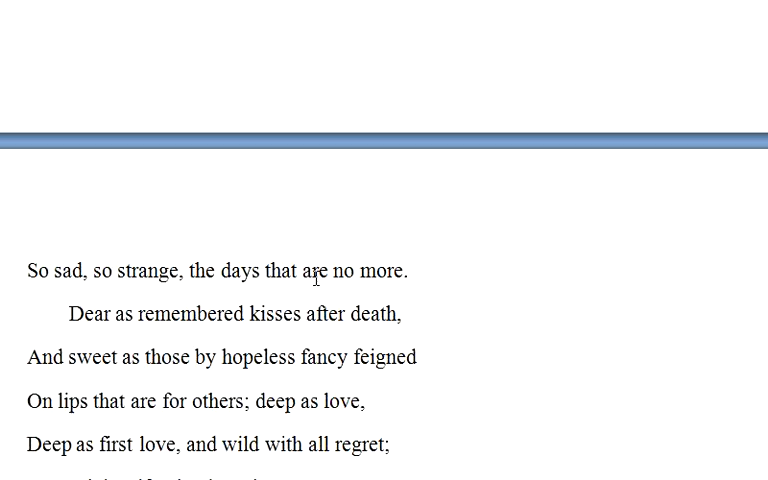 So sad, so strange, the days that are no more.
Dear as remembered kisses after death,
And sweet as those by hopeless fancy feigned
On lips that are for others; deep as love,
Deep as first love, and wild with all regret;